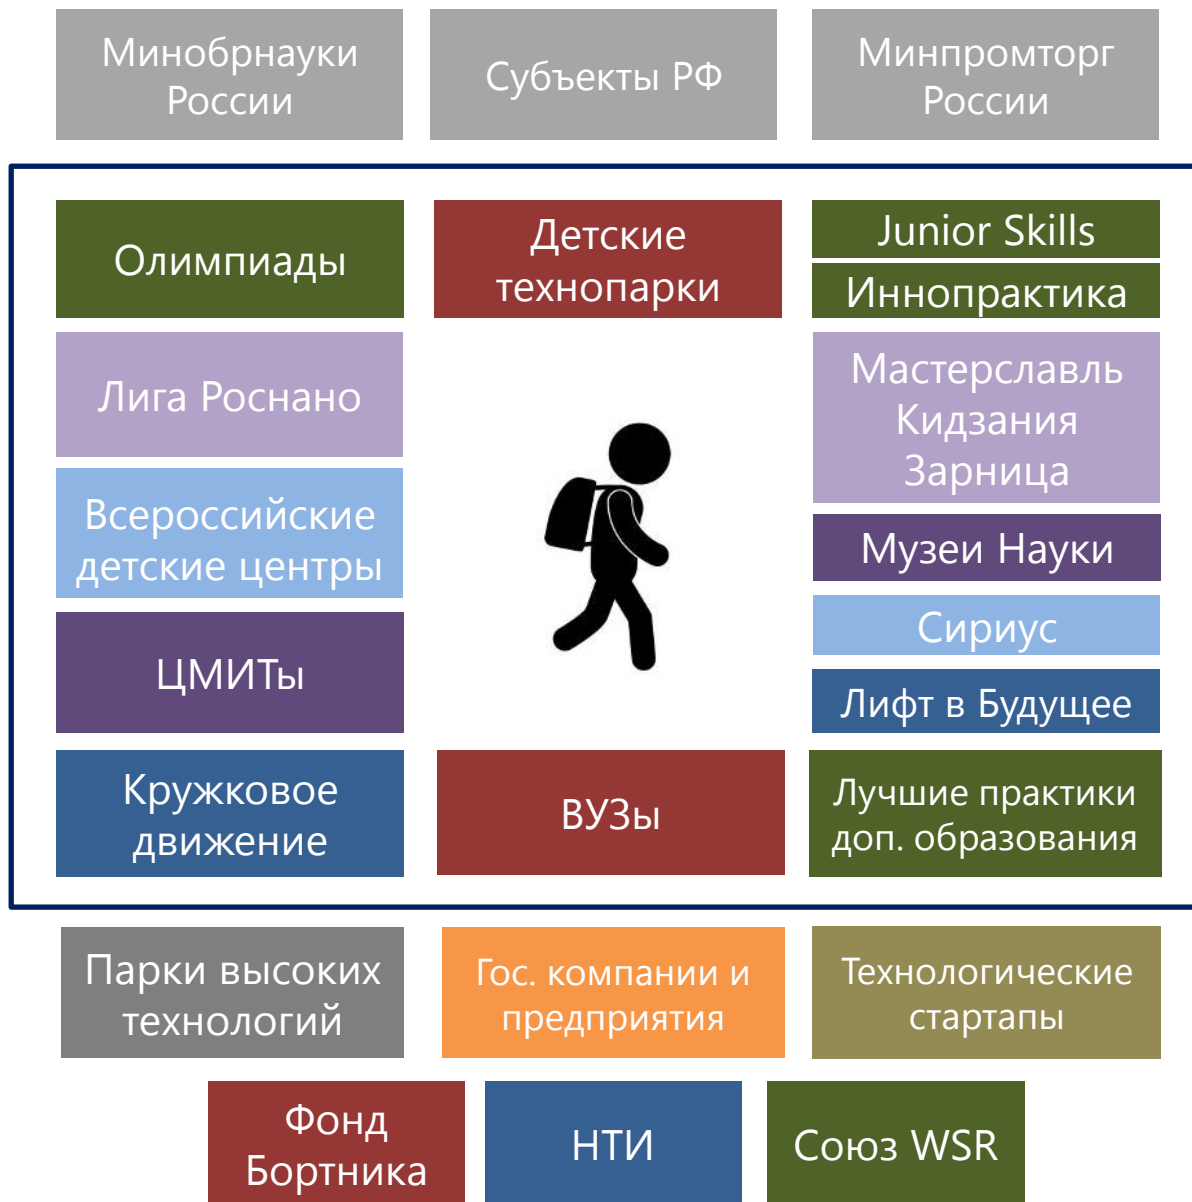 Минобрнауки
России
Субъекты РФ
Минпромторг
России
Олимпиады
Детские
технопарки
Junior Skills
Иннопрактика
Лига Роснано
Мастерславль
Кидзания
Зарница
Всероссийские
детские центры
Музеи Науки
Сириус
ЦМИТы
Лифт в Будущее
Кружковое
движение
ВУЗы
Лучшие практики
доп. образования
Парки высоких
технологий
Гос. компании и
предприятия
Технологические
стартапы
Фонд
Бортника
НТИ
Союз WSR